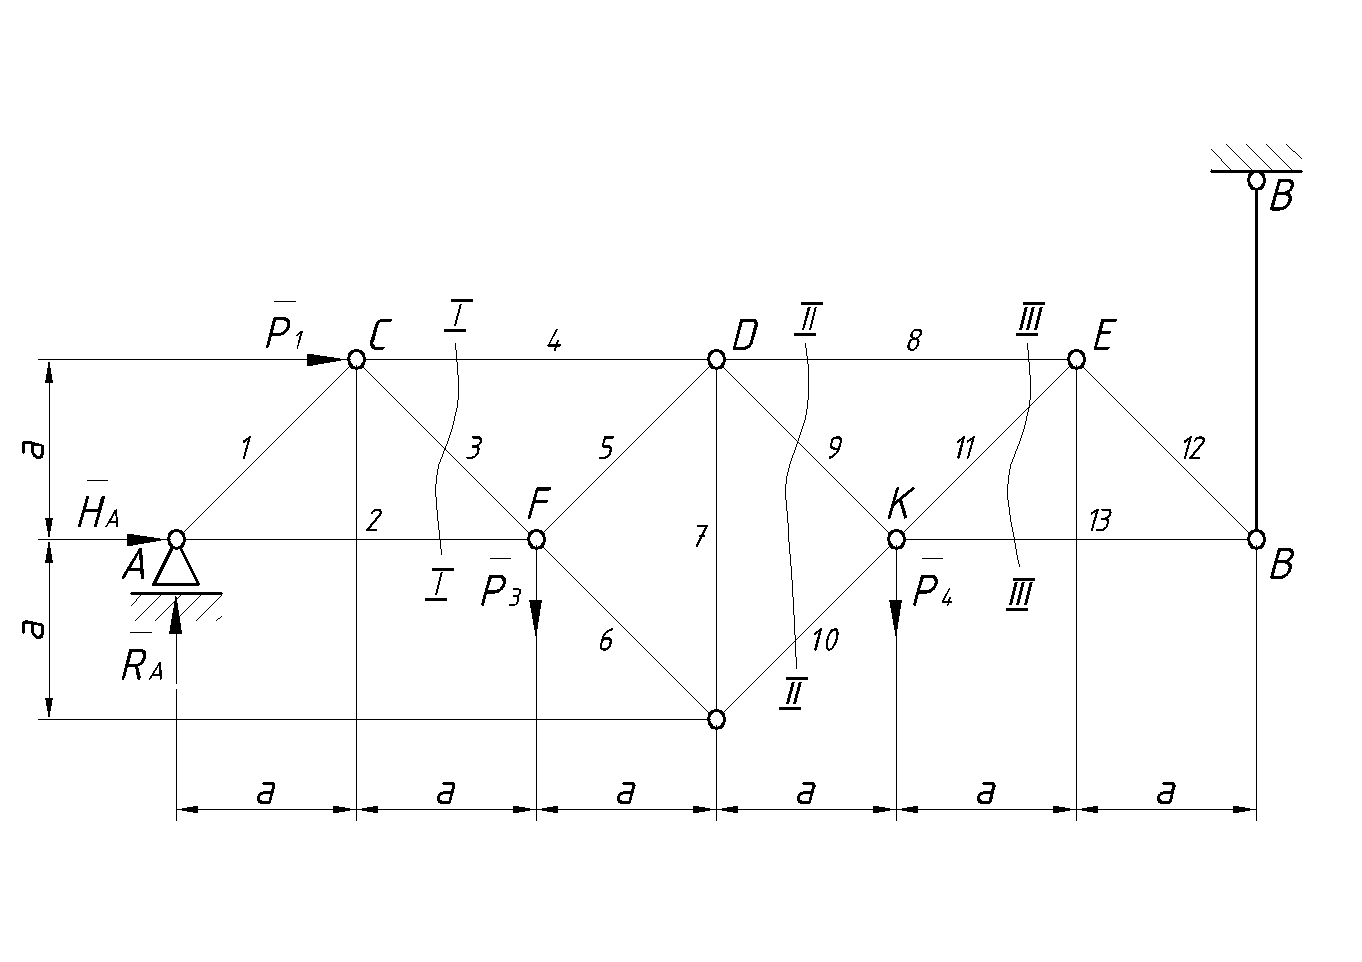 B
I II III
P1 C 4 D 8 E
a 1 3 5 9 11 12
HA F K
A 2 7 13 B
I P3 P4 III
a 6 10
RA II
a a a a a a